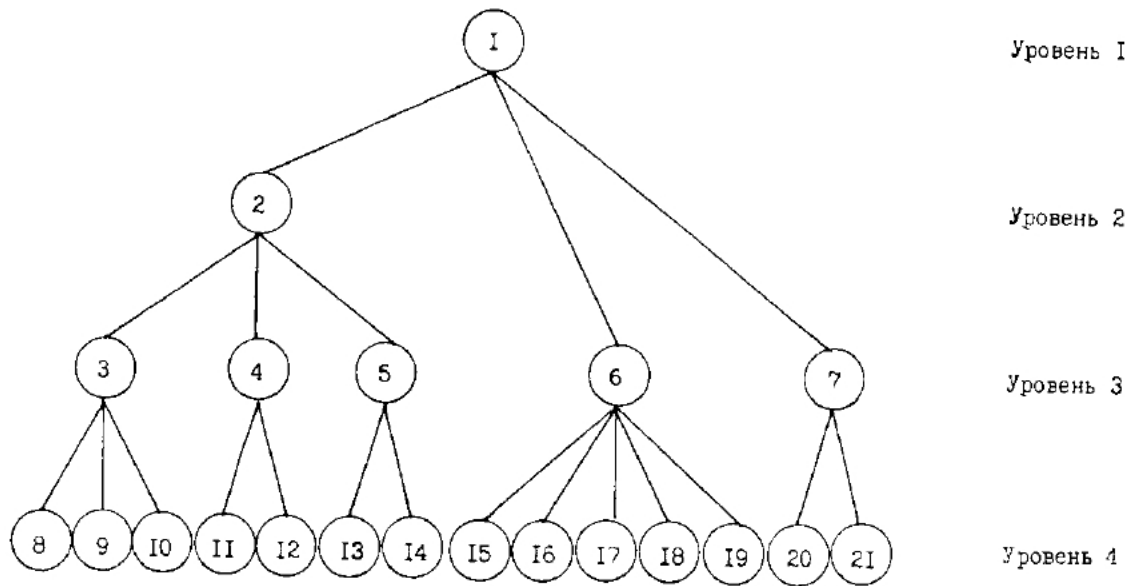 I Уровень I
2 Уровень 2
3 4 5 6 7 Уровень 3
8 9 I0 II I2 I3 I4 I5 I6 I7 I8 I9 20 2I Уровень 4